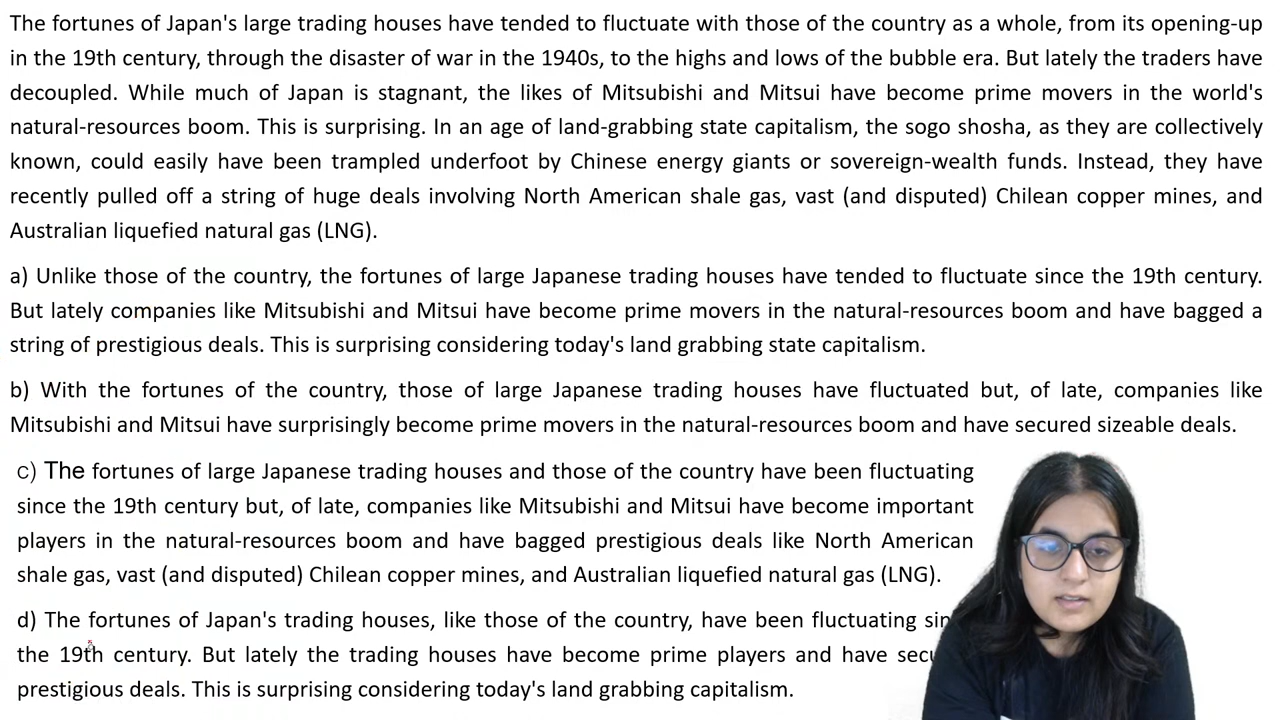 The fortunes of Japan's large trading houses have tended to fluctuate with those of the country as a whole, from its opening-up
in the 19th century, through the disaster of war in the 1940s, to the highs and lows of the bubble era. But lately the traders have
decoupled. While much of Japan is stagnant, the likes of Mitsubishi and Mitsui have become prime movers in the world's
natural-resources boom. This is surprising. In an age of land-grabbing state capitalism, the sogo shosha, as they are collectively
known, could easily have been trampled underfoot by Chinese energy giants or sovereign-wealth funds. Instead, they have
recently pulled off a string of huge deals involving North American shale gas, vast (and disputed) Chilean copper mines, and
Australian liquefied natural gas (LNG).
a) Unlike those of the country, the fortunes of large Japanese trading houses have tended to fluctuate since the 19th century.
But lately companies like Mitsubishi and Mitsui have become prime movers in the natural-resources boom and have bagged a
string of prestigious deals. This is surprising considering today's land grabbing state capitalism.
b) With the fortunes of the country, those of large Japanese trading houses have fluctuated but, of late, companies like
Mitsubishi and Mitsui have surprisingly become prime movers in the natural-resources boom and have secured sizeable deals.
c) The fortunes of large Japanese trading houses and those of the country have been fluctuating
since the 19th century but, of late, companies like Mitsubishi and Mitsui have become important
players in the natural-resources boom and have bagged prestigious deals like North American
shale gas, vast (and disputed) Chilean copper mines, and Australian liquefied natural gas (LNG).
d) The fortunes of Japan's trading houses, like those of the country, have been fluctuating
the 19th century. But lately the trading houses have become prime players and have
prestigious deals. This is surprising considering today's land grabbing capitalism.